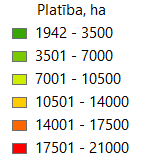 Platība, ha
1942 - 3500
3501 - 7000
7001 - 10500
10501 - 14000
14001 - 17500
17501 - 21000